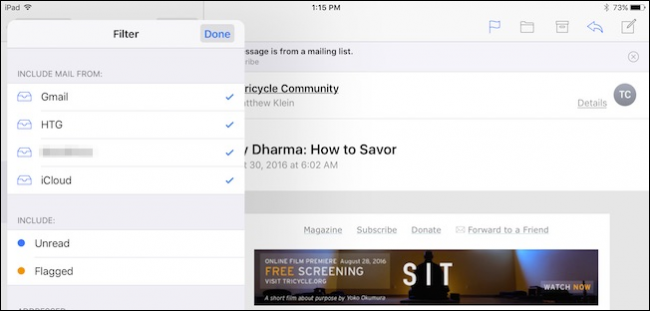 iPad
1:15 PM
73%
Filter
Done
INCLUDE MAIL FROM:
Gmail
HTG
iCloud
INCLUDE:
Unread
Flagged
ssage is from a mailing list.
ribe
ricycle Community
atthew Klein
TC
Details
y Dharma: How to Savor
st 30, 2016 at 6:02 AM
Magazine
Subscribe
Donate
Forward to a Friend
ONLINE FILM PREMIERE AUGUST 28, 2016
FREE SCREENING
VISIT TRICYCLE.ORG
A short film about purpose by Yoko Okumura
SIT
WATCH NOW